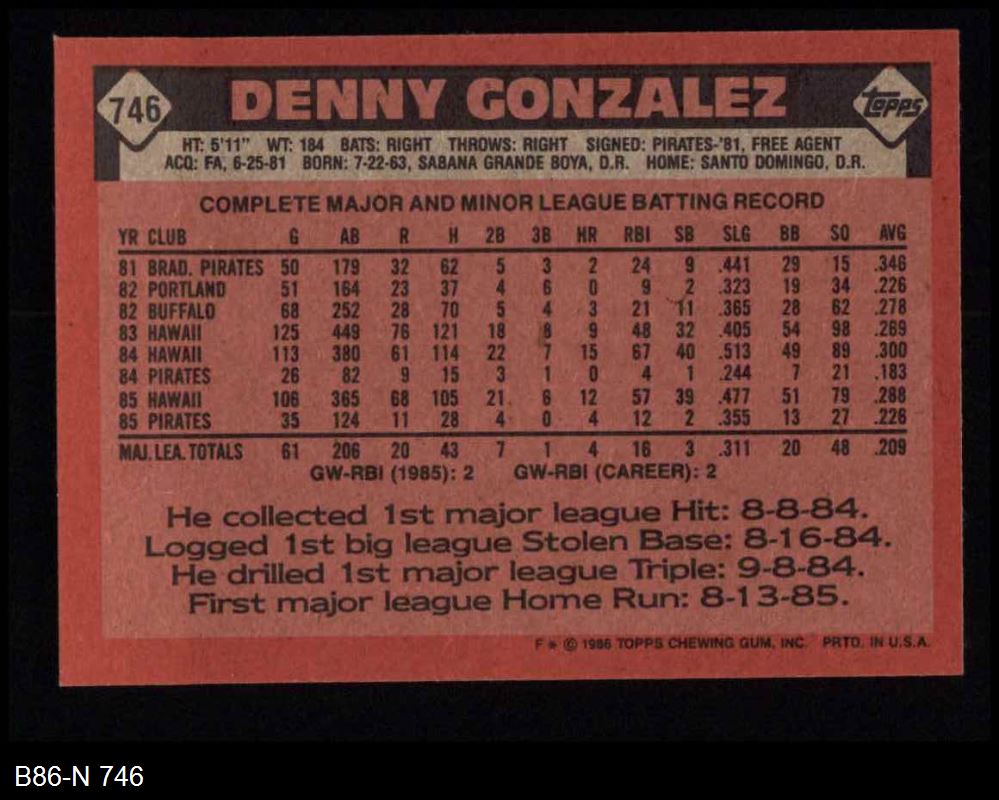 746 DENNY GONZALEZ Topps
HT: 5'11" WT: 184 BATS: RIGHT THROWS: RIGHT SIGNED: PIRATES-'81, FREE AGENT
ACQ: FA, 6-25-81 BORN: 7-22-63, SABANA GRANDE BOYA, D.R. HOME: SANTO DOMINGO, D.R.
COMPLETE MAJOR AND MINOR LEAGUE BATTING RECORD
YR CLUB G AB R H 2B 3B HR RBI SB SLG BB SO AVG
81 BRAD. PIRATES 50 179 32 62 5 3 2 24 9 .441 29 15 .346
82 PORTLAND 51 164 23 37 4 6 0 9 2 .323 19 34 .226
82 BUFFALO 68 252 28 70 5 4 3 21 11 .365 28 62 .278
83 HAWAII 125 449 76 121 18 8 9 48 32 .405 54 98 .269
84 HAWAII 113 380 61 114 22 7 15 67 40 .513 49 89 .300
84 PIRATES 26 82 9 15 3 1 0 4 1 .244 7 21 .183
85 HAWAII 106 365 68 105 21 6 12 57 39 .477 51 79 .288
85 PIRATES 35 124 11 28 4 0 4 12 2 .355 13 27 .226
MAJ. LEA. TOTALS 61 206 20 43 7 1 4 16 3 .311 20 48 .209
GW-RBI (1985): 2 GW-RBI (CAREER): 2
He collected 1st major league Hit: 8-8-84.
Logged 1st big league Stolen Base: 8-16-84.
He drilled 1st major league Triple: 9-8-84.
First major league Home Run: 8-13-85.
F * © 1986 TOPPS CHEWING GUM, INC. PRTD. IN U.S.A.
B86-N 746